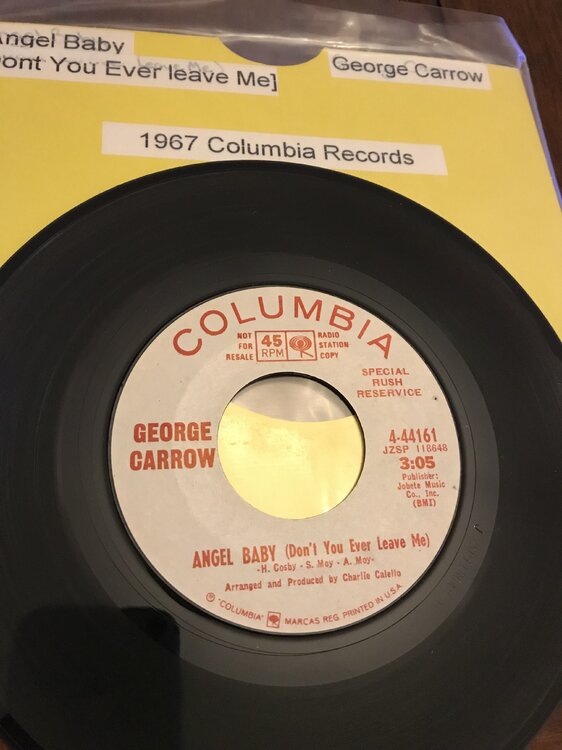 Angel Baby
Dont You Ever leave Me]
George Carrow
1967 Columbia Records
COLUMBIA
NOT FOR RESALE
45 RPM
RADIO STATION COPY
SPECIAL
RUSH
RESERVICE
GEORGE
CARROW
4-44161
JZSP 118648
3:05
Publisher:
Jobete Music
Co., Inc.
(BMI)
ANGEL BABY (Don't You Ever Leave Me)
-H. Cosby - S. Moy - A. Moy-
Arranged and Produced by Charlie Calello
Ⓟ "COLUMBIA" MARCAS REG. PRINTED IN U.S.A.